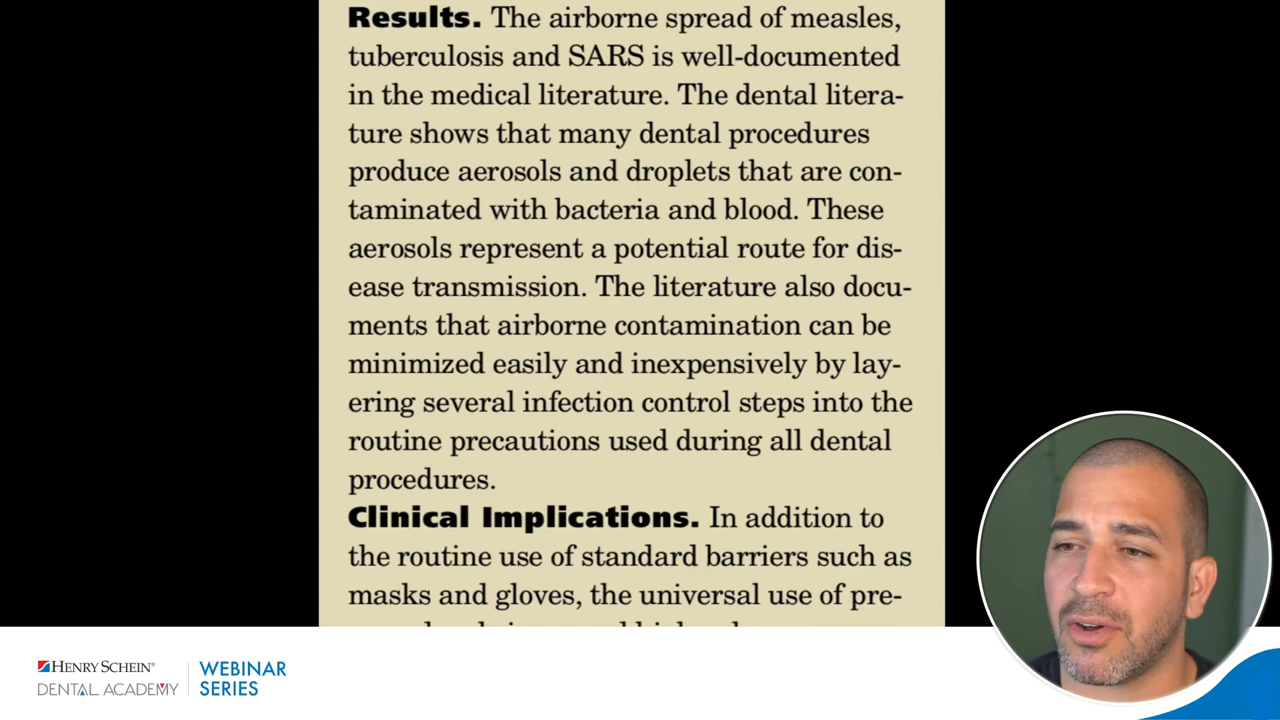 Results. The airborne spread of measles,
tuberculosis and SARS is well-documented
in the medical literature. The dental litera-
ture shows that many dental procedures
produce aerosols and droplets that are con-
taminated with bacteria and blood. These
aerosols represent a potential route for dis-
ease transmission. The literature also docu-
ments that airborne contamination can be
minimized easily and inexpensively by lay-
ering several infection control steps into the
routine precautions used during all dental
procedures.
Clinical Implications. In addition to
the routine use of standard barriers such as
masks and gloves, the universal use of pre-
HENRY SCHEIN®
DENTAL ACADEMY
WEBINAR
SERIES